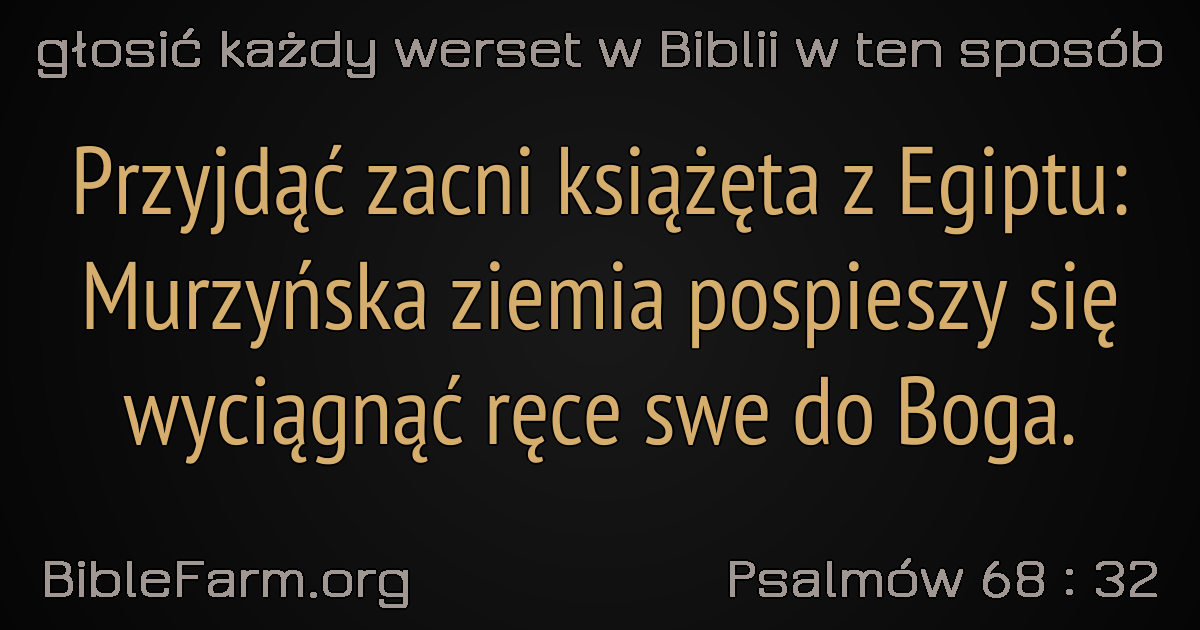 głosić każdy werset w Biblii w ten sposób
Przyjdąć zacni książęta z Egiptu:
Murzyńska ziemia pospieszy się
wyciągnąć ręce swe do Boga.
BibleFarm.org
Psalmów 68 : 32